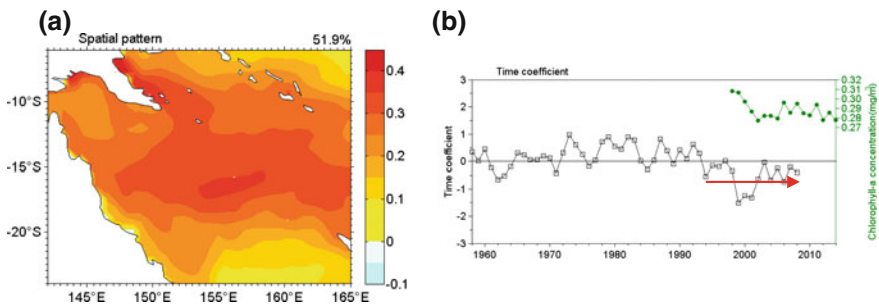 (a)
Spatial pattern 51.9%
-10°S
-15°S
-20°S
145°E 150°E 155°E 160°E 165°E
0.4
0.3
0.2
0.1
0
-0.1
(b)
Time coefficient
Time coefficient
3
2
1
0
-1
-2
-3
1960 1970 1980 1990 2000 2010
0.32
0.31
0.30
0.29
0.28
0.27
Chlorophyll-a concentration(mg/m³)